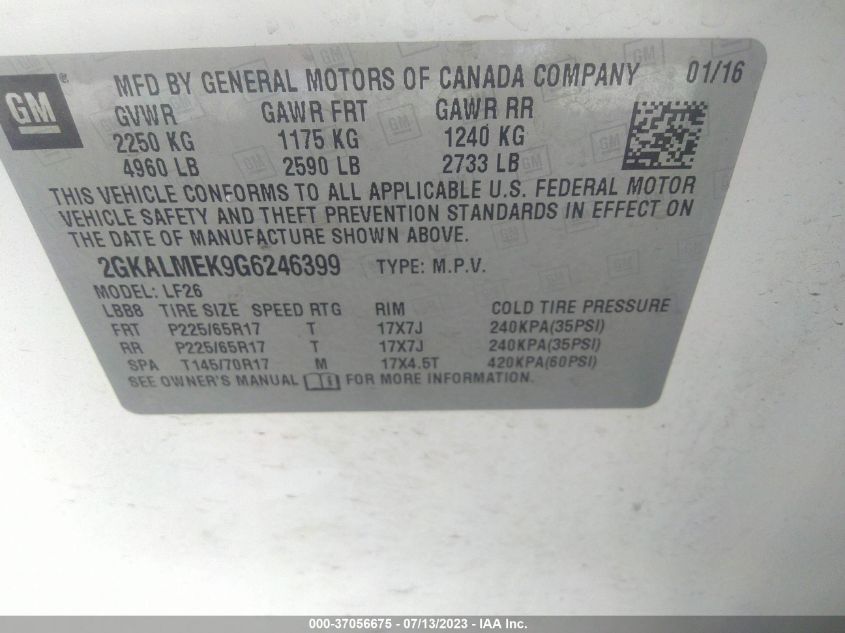 GM ® MFD BY GENERAL MOTORS OF CANADA COMPANY 01/16
GVWR GAWR FRT GAWR RR
2250 KG 1175 KG 1240 KG
4960 LB 2590 LB 2733 LB
THIS VEHICLE CONFORMS TO ALL APPLICABLE U.S. FEDERAL MOTOR
VEHICLE SAFETY AND THEFT PREVENTION STANDARDS IN EFFECT ON
THE DATE OF MANUFACTURE SHOWN ABOVE.
2GKALMEK9G6246399 TYPE: M.P.V.
MODEL: LF26
LBB8 TIRE SIZE SPEED RTG RIM COLD TIRE PRESSURE
FRT P225/65R17 T 17X7J 240KPA(35PSI)
RR P225/65R17 T 17X7J 240KPA(35PSI)
SPA T145/70R17 M 17X4.5T 420KPA(60PSI)
SEE OWNER'S MANUAL FOR MORE INFORMATION.
000-37056675 - 07/13/2023 - IAAI.com